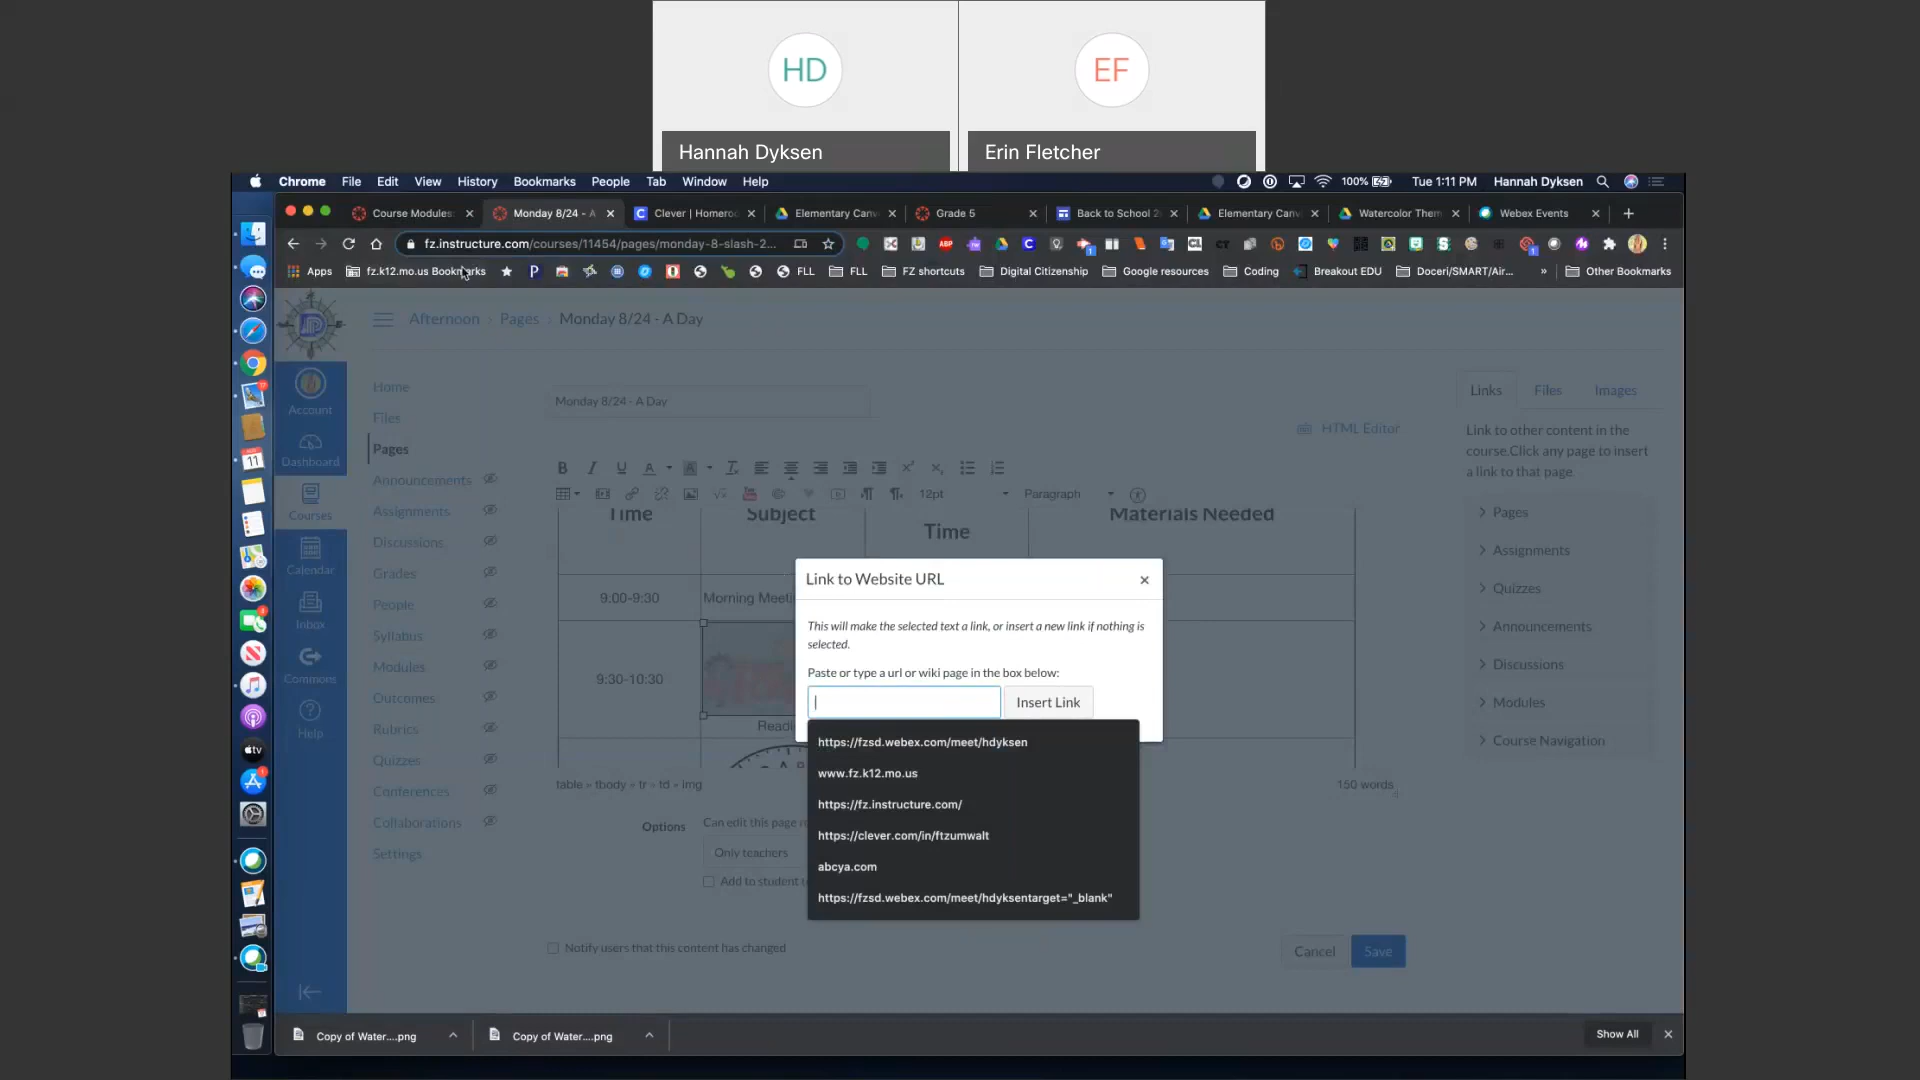 HD
EF
Hannah Dyksen
Erin Fletcher
Chrome File Edit View History Bookmarks People Tab Window Help
100% Tue 1:11 PM Hannah Dyksen
Course Modules:
Monday 8/24 - A
Clever | Homeroo
Elementary Canv
Grade 5
Back to School 2
Elementary Canv
Watercolor Them
Webex Events
fz.instructure.com/courses/11454/pages/monday-8-slash-2...
Apps fz.k12.mo.us Bookmarks FLL FLL FZ shortcuts Digital Citizenship Google resources Coding Breakout EDU Doceri/SMART/Air... » Other Bookmarks
Afternoon › Pages › Monday 8/24 - A Day
Account
Dashboard
Courses
Calendar
Inbox
Commons
Help
Home
Files
Pages
Announcements
Assignments
Discussions
Grades
People
Syllabus
Modules
Outcomes
Rubrics
Quizzes
Conferences
Collaborations
Settings
Monday 8/24 - A Day
HTML Editor
12pt Paragraph
Time Subject Time Materials Needed
9:00-9:30 Morning Meeti
9:30-10:30
Readi
table » tbody » tr » td » img
150 words
Link to Website URL
This will make the selected text a link, or insert a new link if nothing is
selected.
Paste or type a url or wiki page in the box below:
Insert Link
https://fzsd.webex.com/meet/hdyksen
www.fz.k12.mo.us
https://fz.instructure.com/
https://clever.com/in/ftzumwalt
abcya.com
https://fzsd.webex.com/meet/hdyksentarget="_blank"
Options Can edit this page
Only teachers
Add to student
Notify users that this content has changed
Cancel Save
Links Files Images
Link to other content in the
course.Click any page to insert
a link to that page.
Pages
Assignments
Quizzes
Announcements
Discussions
Modules
Course Navigation
Copy of Water....png
Copy of Water....png
Show All